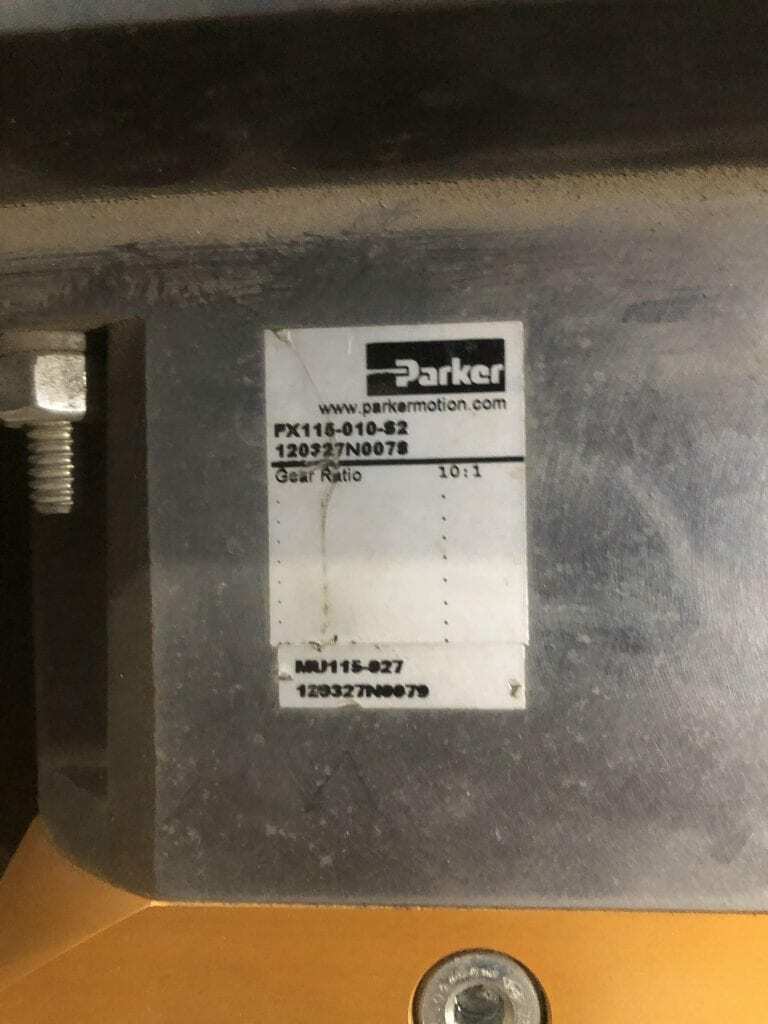 Parker
www.parkermotion.com
PX115-010-S2
120327N0078
Gear Ratio 10:1
MU115-027
120327N0079